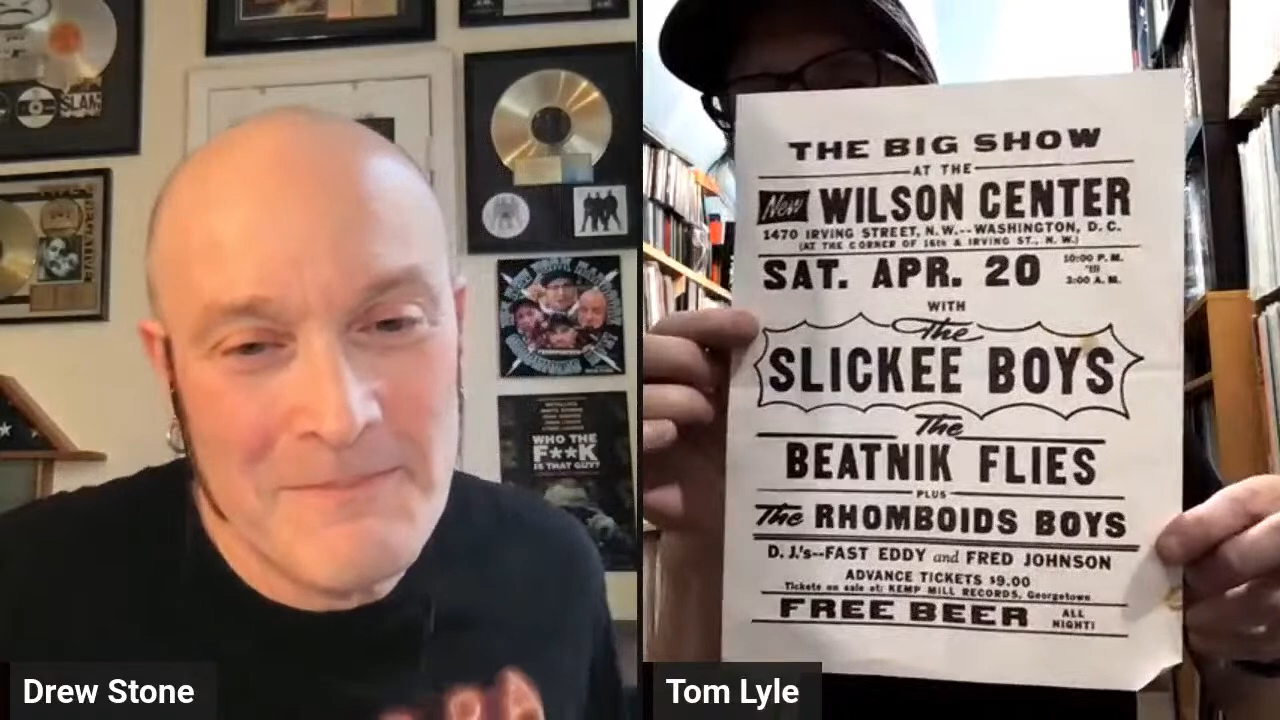 SLAM
WHO THE
F**K
IS THAT GUY?
THE BIG SHOW
AT THE
New WILSON CENTER
1470 IRVING STREET, N.W.--WASHINGTON, D. C.
(AT THE CORNER OF 16th & IRVING ST., N. W.)
SAT. APR. 20
10:00 P. M.
'till
3:00 A. M.
WITH
The
SLICKEE BOYS
The
BEATNIK FLIES
PLUS
The RHOMBOIDS BOYS
D. J.'s--FAST EDDY and FRED JOHNSON
ADVANCE TICKETS $9.00
Tickets on sale at: KEMP MILL RECORDS, Georgetown
FREE BEER
ALL
NIGHT!
Drew Stone
Tom Lyle